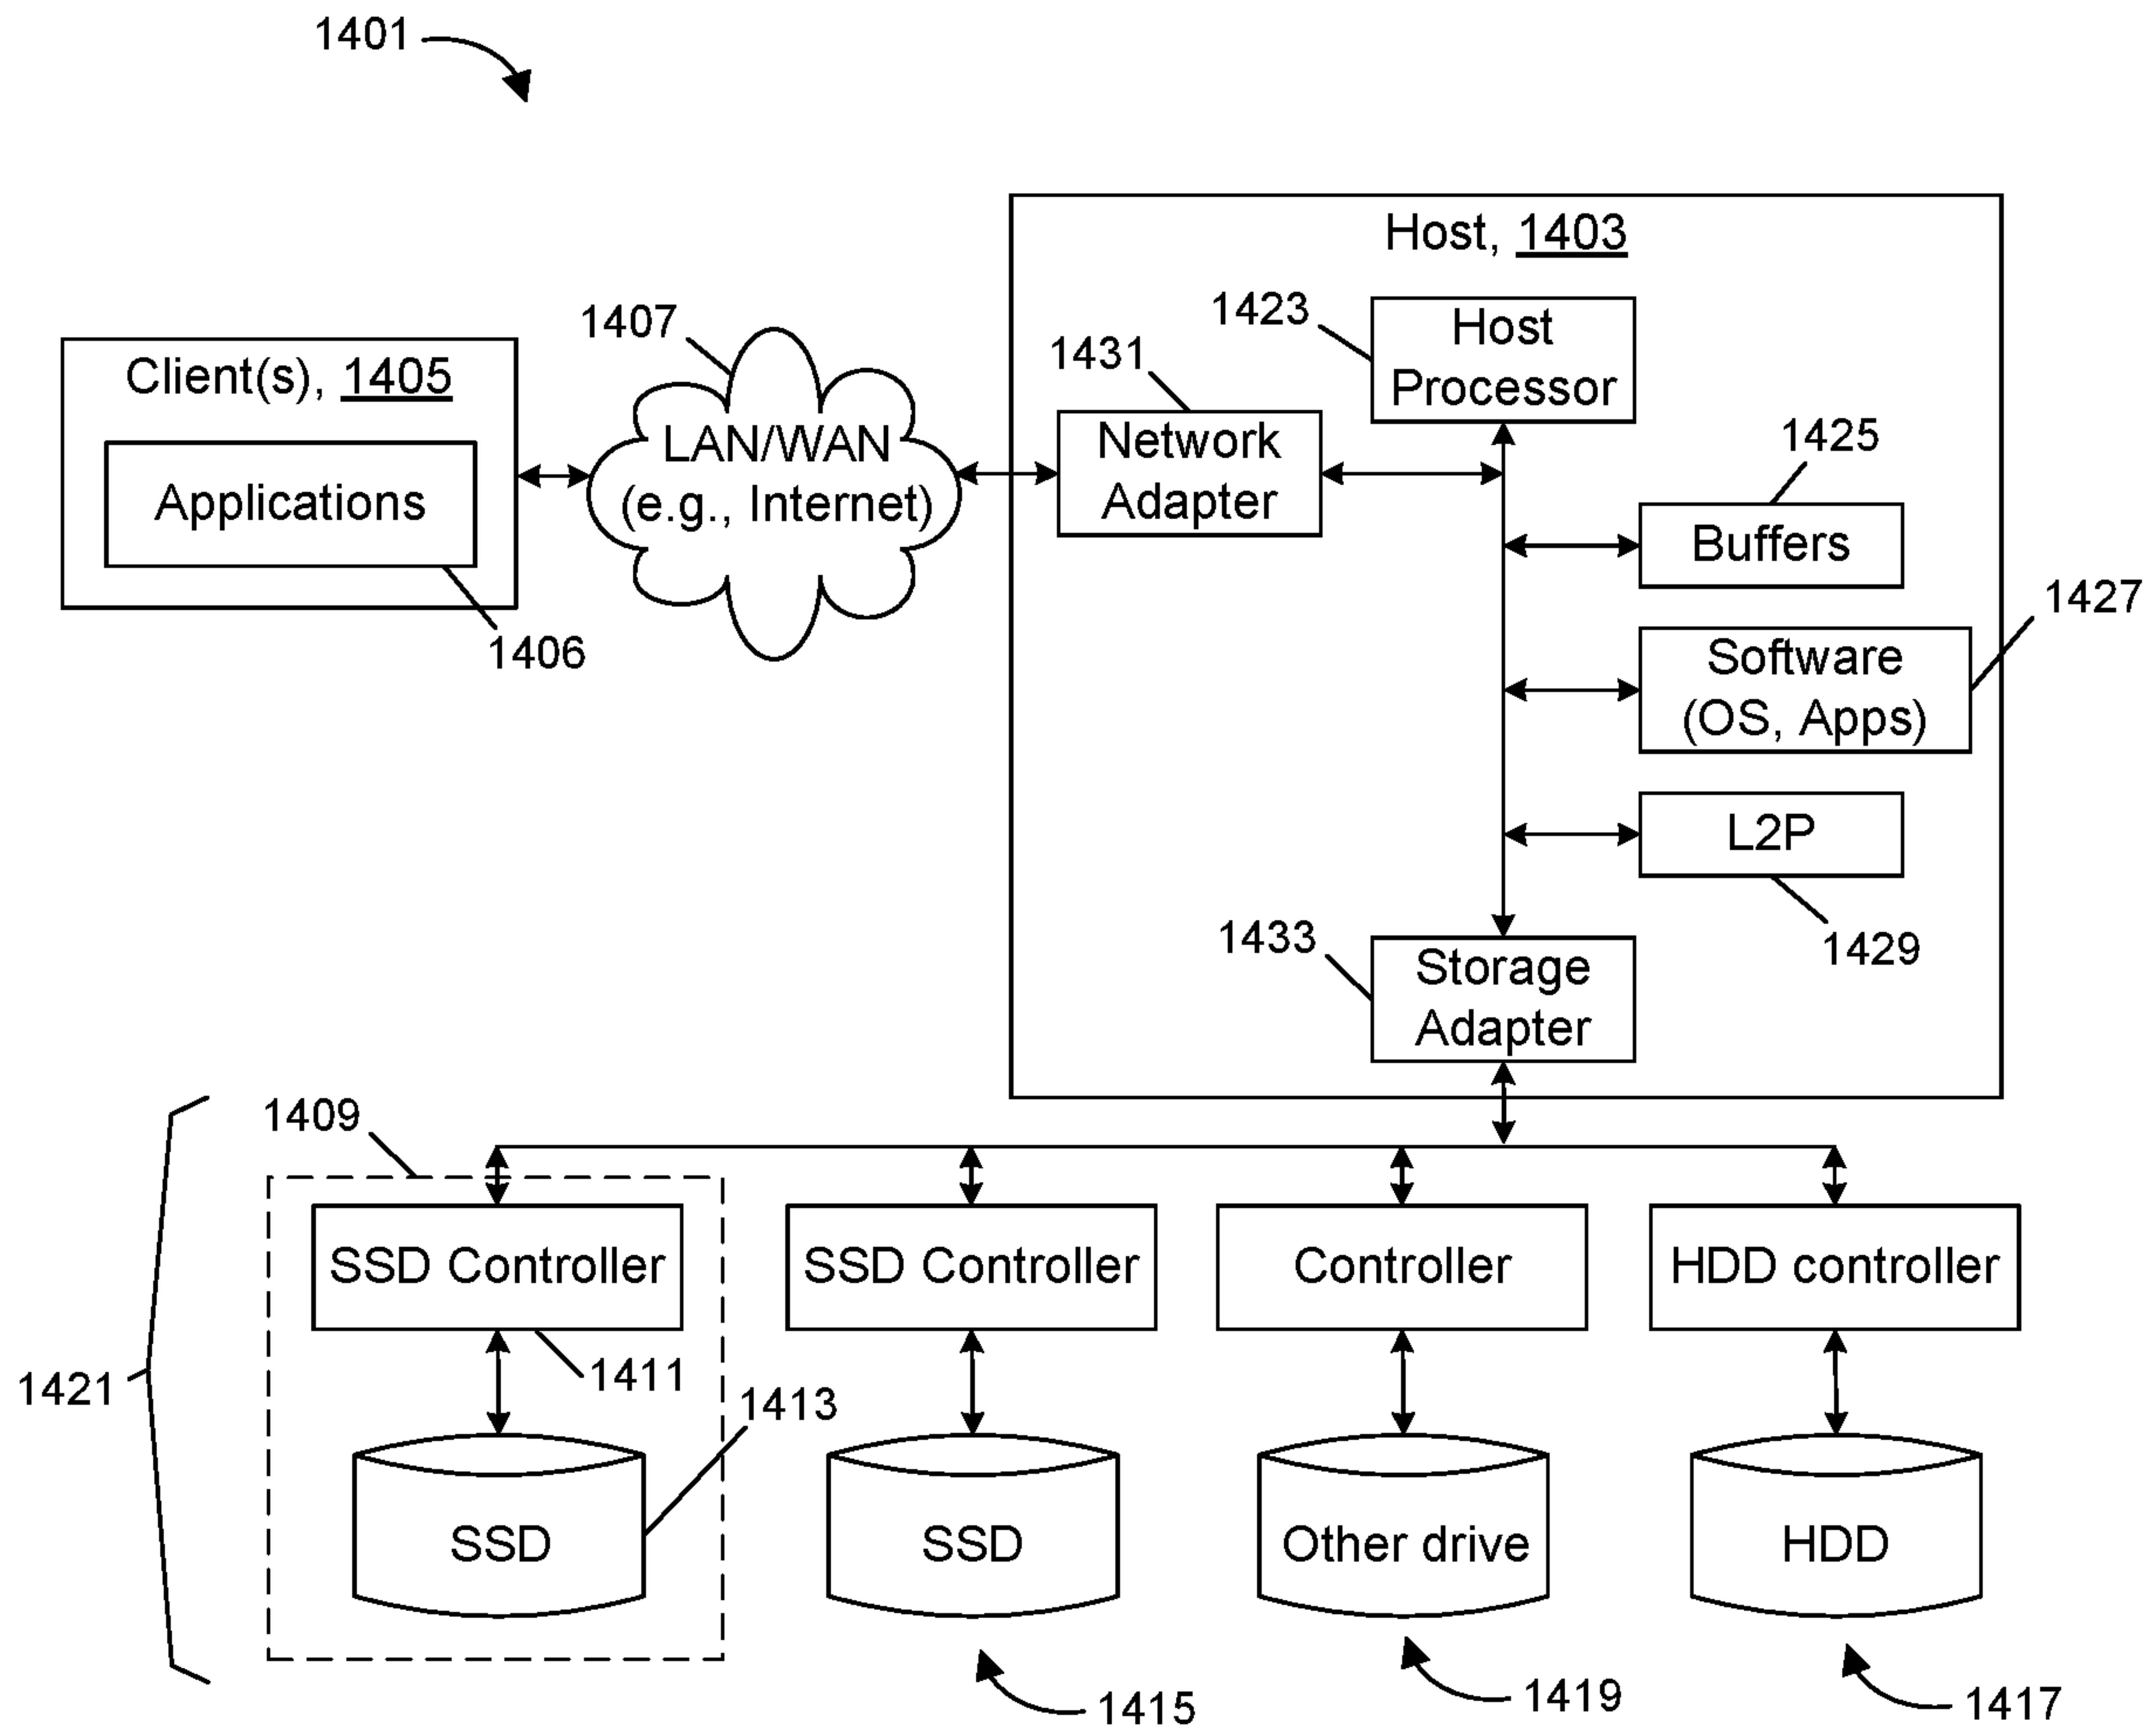 1401
Host, 1403
1423
Host
Processor
1407
1431
Client(s), 1405
Applications
1406
LAN/WAN
(e.g., Internet)
Network
Adapter
1425
Buffers
1427
Software
(OS, Apps)
L2P
1429
1433
Storage
Adapter
1409
1421
SSD Controller
SSD Controller
Controller
HDD controller
1411
1413
SSD
SSD
Other drive
HDD
1415
1419
1417